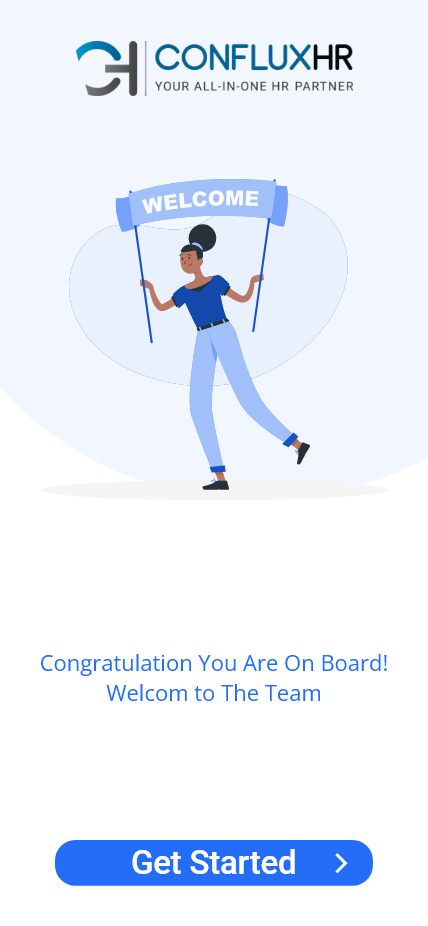 CONFLUXHR
YOUR ALL-IN-ONE HR PARTNER
WELCOME
Congratulation You Are On Board!
Welcom to The Team
Get Started